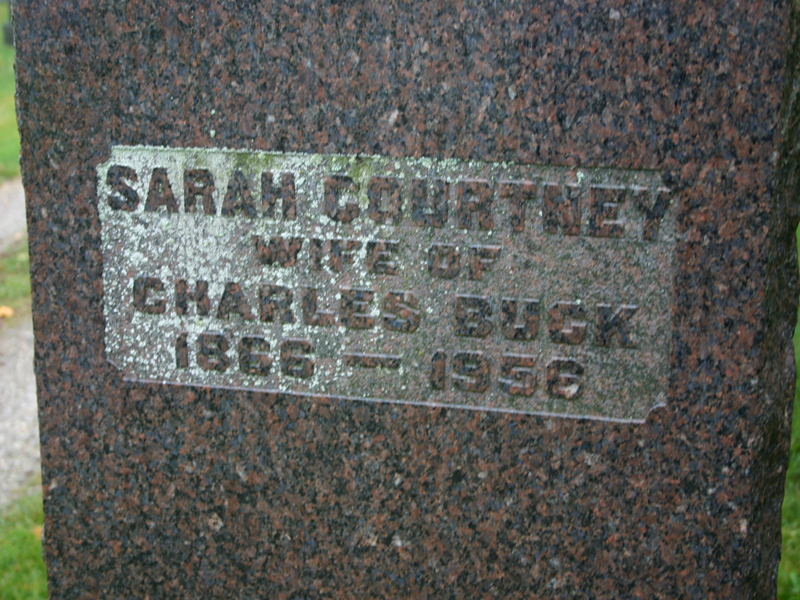 SARAH COURTNEY
WIFE OF
CHARLES BUCK
1866 — 1956